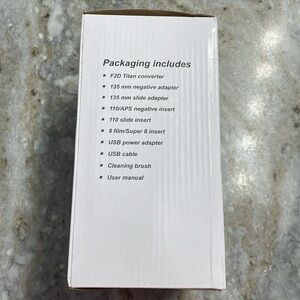 Packaging includes
F2D Titan converter
135 mm negative adapter
135 mm slide adapter
110/APS negative insert
110 slide insert
8 film/Super 8 insert
USB power adapter
USB cable
Cleaning brush
User manual